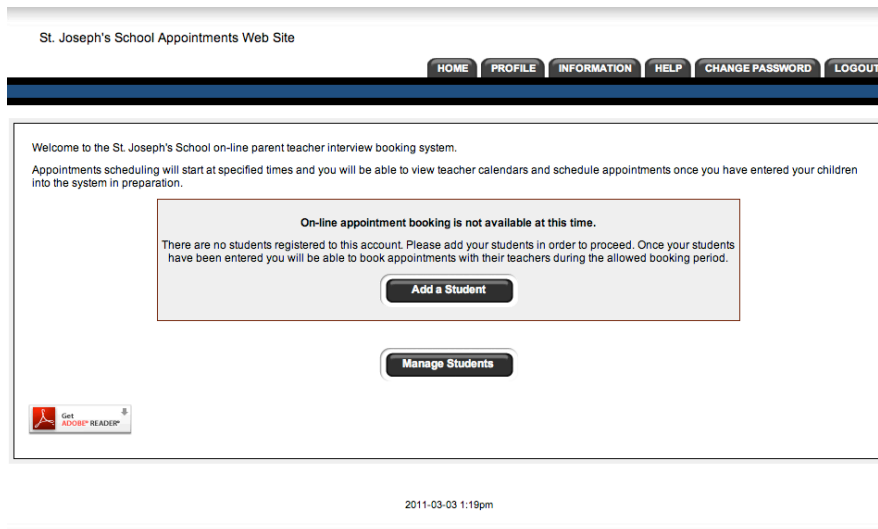 St. Joseph's School Appointments Web Site
HOME PROFILE INFORMATION HELP CHANGE PASSWORD LOGOUT
Welcome to the St. Joseph's School on-line parent teacher interview booking system.
Appointments scheduling will start at specified times and you will be able to view teacher calendars and schedule appointments once you have entered your children
into the system in preparation.
On-line appointment booking is not available at this time.
There are no students registered to this account. Please add your students in order to proceed. Once your students
have been entered you will be able to book appointments with their teachers during the allowed booking period.
Add a Student
Manage Students
Get
ADOBE® READER®
2011-03-03 1:19pm